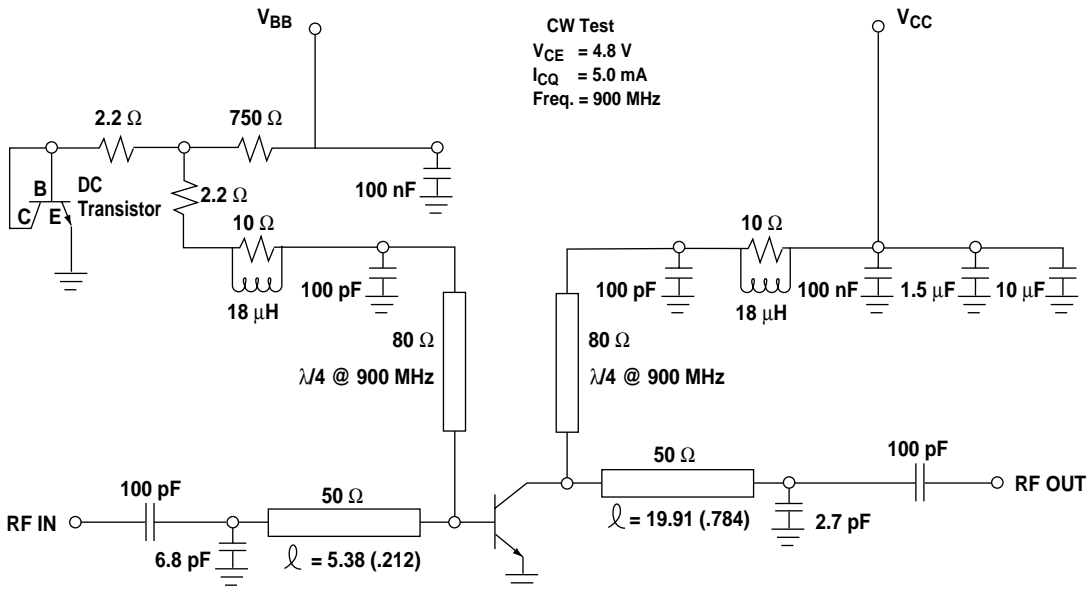 V_BB
CW Test
V_CE = 4.8 V
I_CQ = 5.0 mA
Freq. = 900 MHz
V_CC
2.2 Ω
750 Ω
B
C
E
DC
Transistor
2.2 Ω
100 nF
10 Ω
18 μH
100 pF
10 Ω
18 μH
100 pF
100 nF
1.5 μF
10 μF
80 Ω
λ/4 @ 900 MHz
80 Ω
λ/4 @ 900 MHz
RF IN
100 pF
6.8 pF
50 Ω
ℓ = 5.38 (.212)
50 Ω
ℓ = 19.91 (.784)
2.7 pF
100 pF
RF OUT